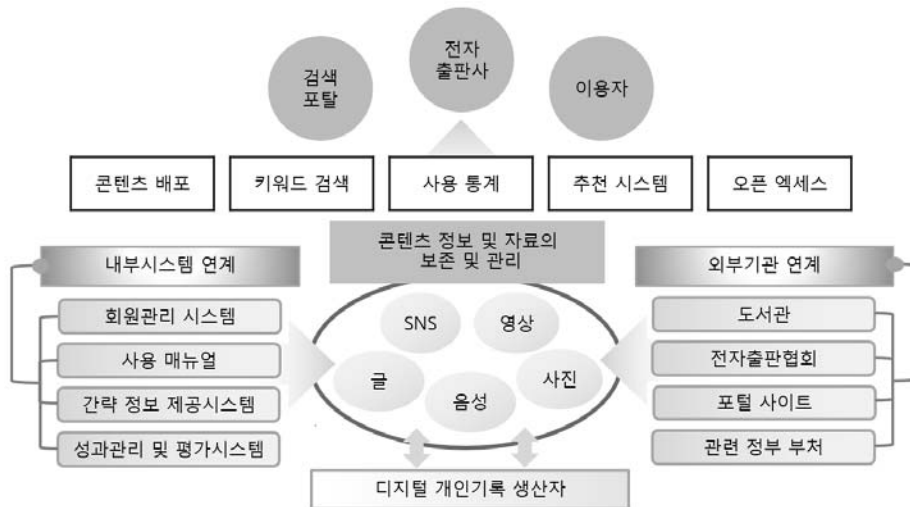 검색
포탈
전자
출판사
이용자
콘텐츠 배포
키워드 검색
사용 통계
추천 시스템
오픈 엑세스
콘텐츠 정보 및 자료의
보존 및 관리
내부시스템 연계
회원관리 시스템
사용 매뉴얼
간략 정보 제공시스템
성과관리 및 평가시스템
SNS
영상
글
음성
사진
외부기관 연계
도서관
전자출판협회
포털 사이트
관련 정부 부처
디지털 개인기록 생산자